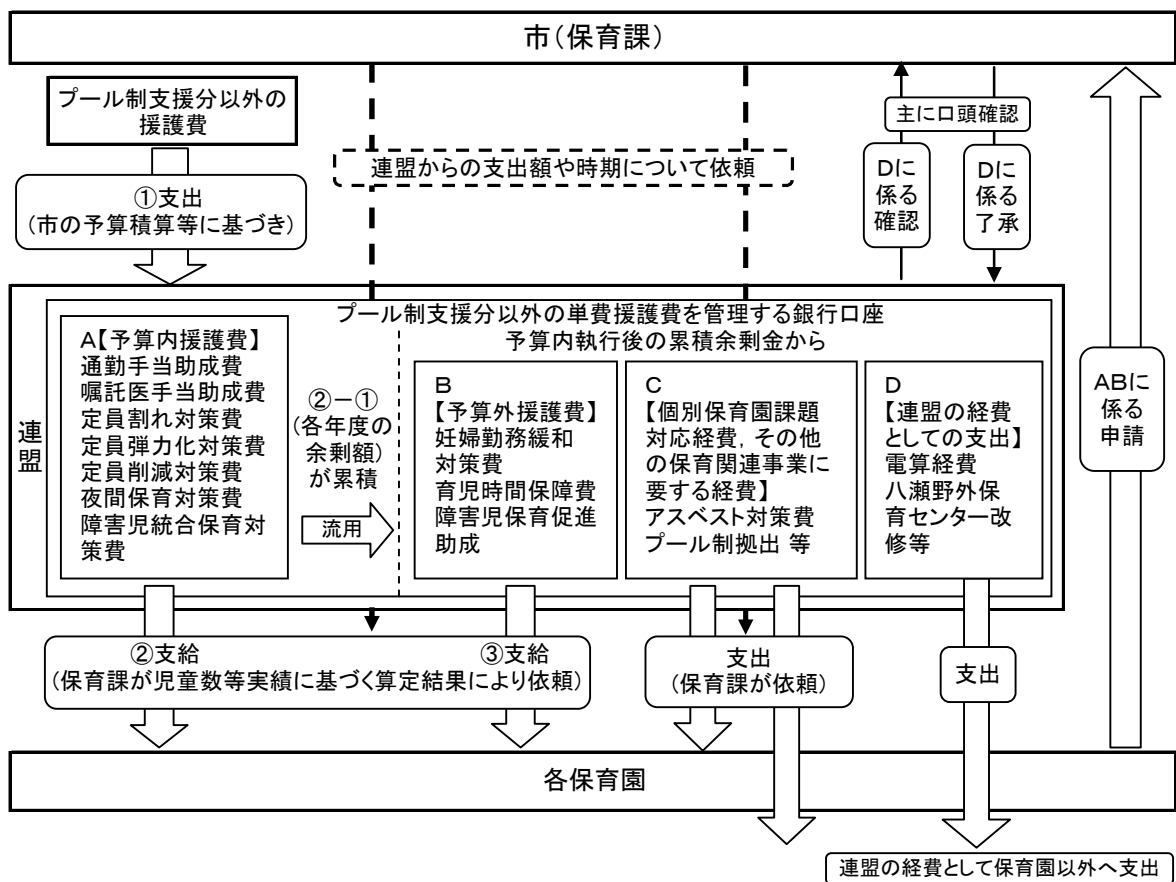 市（保育課）
プール制支援分以外の
援護費
①支出
（市の予算積算等に基づき）
連盟からの支出額や時期について依頼
主に口頭確認
Dに
係る
確認
Dに
係る
了承
ABに
係る
申請
連
盟
プール制支援分以外の単費援護費を管理する銀行口座
予算内執行後の累積余剰金から
A【予算内援護費】
通勤手当助成費
嘱託医手当助成費
定員割れ対策費
定員弾力化対策費
定員削減対策費
夜間保育対策費
障害児統合保育対
策費
②－①
（各年度の
余剰額）
が累積
流用
B
【予算外援護費】
妊婦勤務緩和
対策費
育児時間保障費
障害児保育促進
助成
C
【個別保育園課題
対応経費，その他
の保育関連事業に
要する経費】
アスベスト対策費
プール制拠出 等
D
【連盟の経費
としての支出】
電算経費
八瀬野外保
育センター改
修等
②支給
③支給
（保育課が児童数等実績に基づく算定結果により依頼）
支出
（保育課が依頼）
支出
各保育園
連盟の経費として保育園以外へ支出